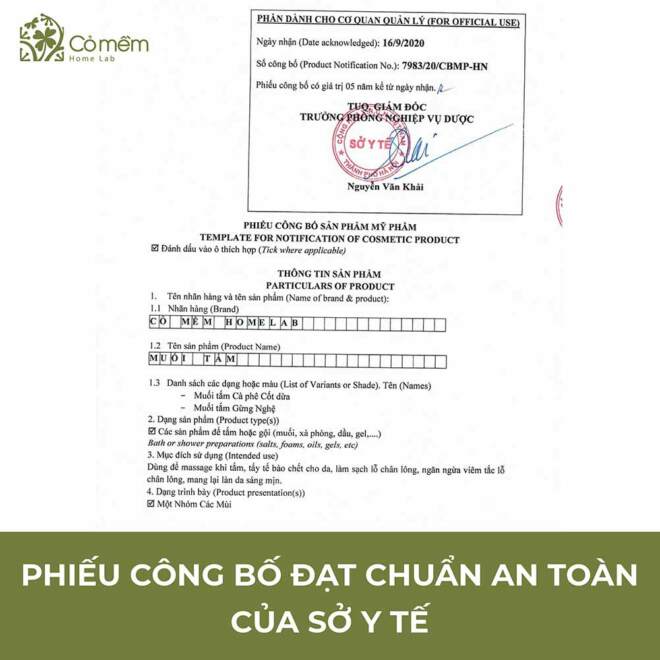 Cỏ mềm
Home Lab
PHẦN DÀNH CHO CƠ QUAN QUẢN LÝ (FOR OFFICIAL USE)
Ngày nhận (Date acknowledged): 16/9/2020
Số công bố (Product Notification No.): 7983/20/CBMP-HN
Phiếu công bố có giá trị 05 năm kể từ ngày nhận.
TUQ. GIÁM ĐỐC
TRƯỞNG PHÒNG NGHIỆP VỤ DƯỢC
SỞ Y TẾ
THÀNH PHỐ HÀ NỘI
Nguyễn Văn Khải
PHIẾU CÔNG BỐ SẢN PHẨM MỸ PHẨM
TEMPLATE FOR NOTIFICATION OF COSMETIC PRODUCT
☑ Đánh dấu vào ô thích hợp (Tick where applicable)
THÔNG TIN SẢN PHẨM
PARTICULARS OF PRODUCT
1. Tên nhãn hàng và tên sản phẩm (Name of brand & product):
1.1 Nhãn hàng (Brand)
CỎ MỀM HOMELAB
1.2 Tên sản phẩm (Product Name)
MUỐI TẮM
1.3 Danh sách các dạng hoặc màu (List of Variants or Shade). Tên (Names)
– Muối tắm Cà phê Cốt dừa
– Muối tắm Gừng Nghệ
2. Dạng sản phẩm (Product type(s))
☑ Các sản phẩm để tắm hoặc gội (muối, xà phòng, dầu, gel,....)
Bath or shower preparations (salts, foams, oils, gels, etc)
3. Mục đích sử dụng (Intended use)
Dùng để massage khi tắm, tẩy tế bào chết cho da, làm sạch lỗ chân lông, ngăn ngừa viêm tắc lỗ
chân lông, mang lại làn da sáng mịn.
4. Dạng trình bày (Product presentation(s))
☑ Một Nhóm Các Mùi
PHIẾU CÔNG BỐ ĐẠT CHUẨN AN TOÀN
CỦA SỞ Y TẾ